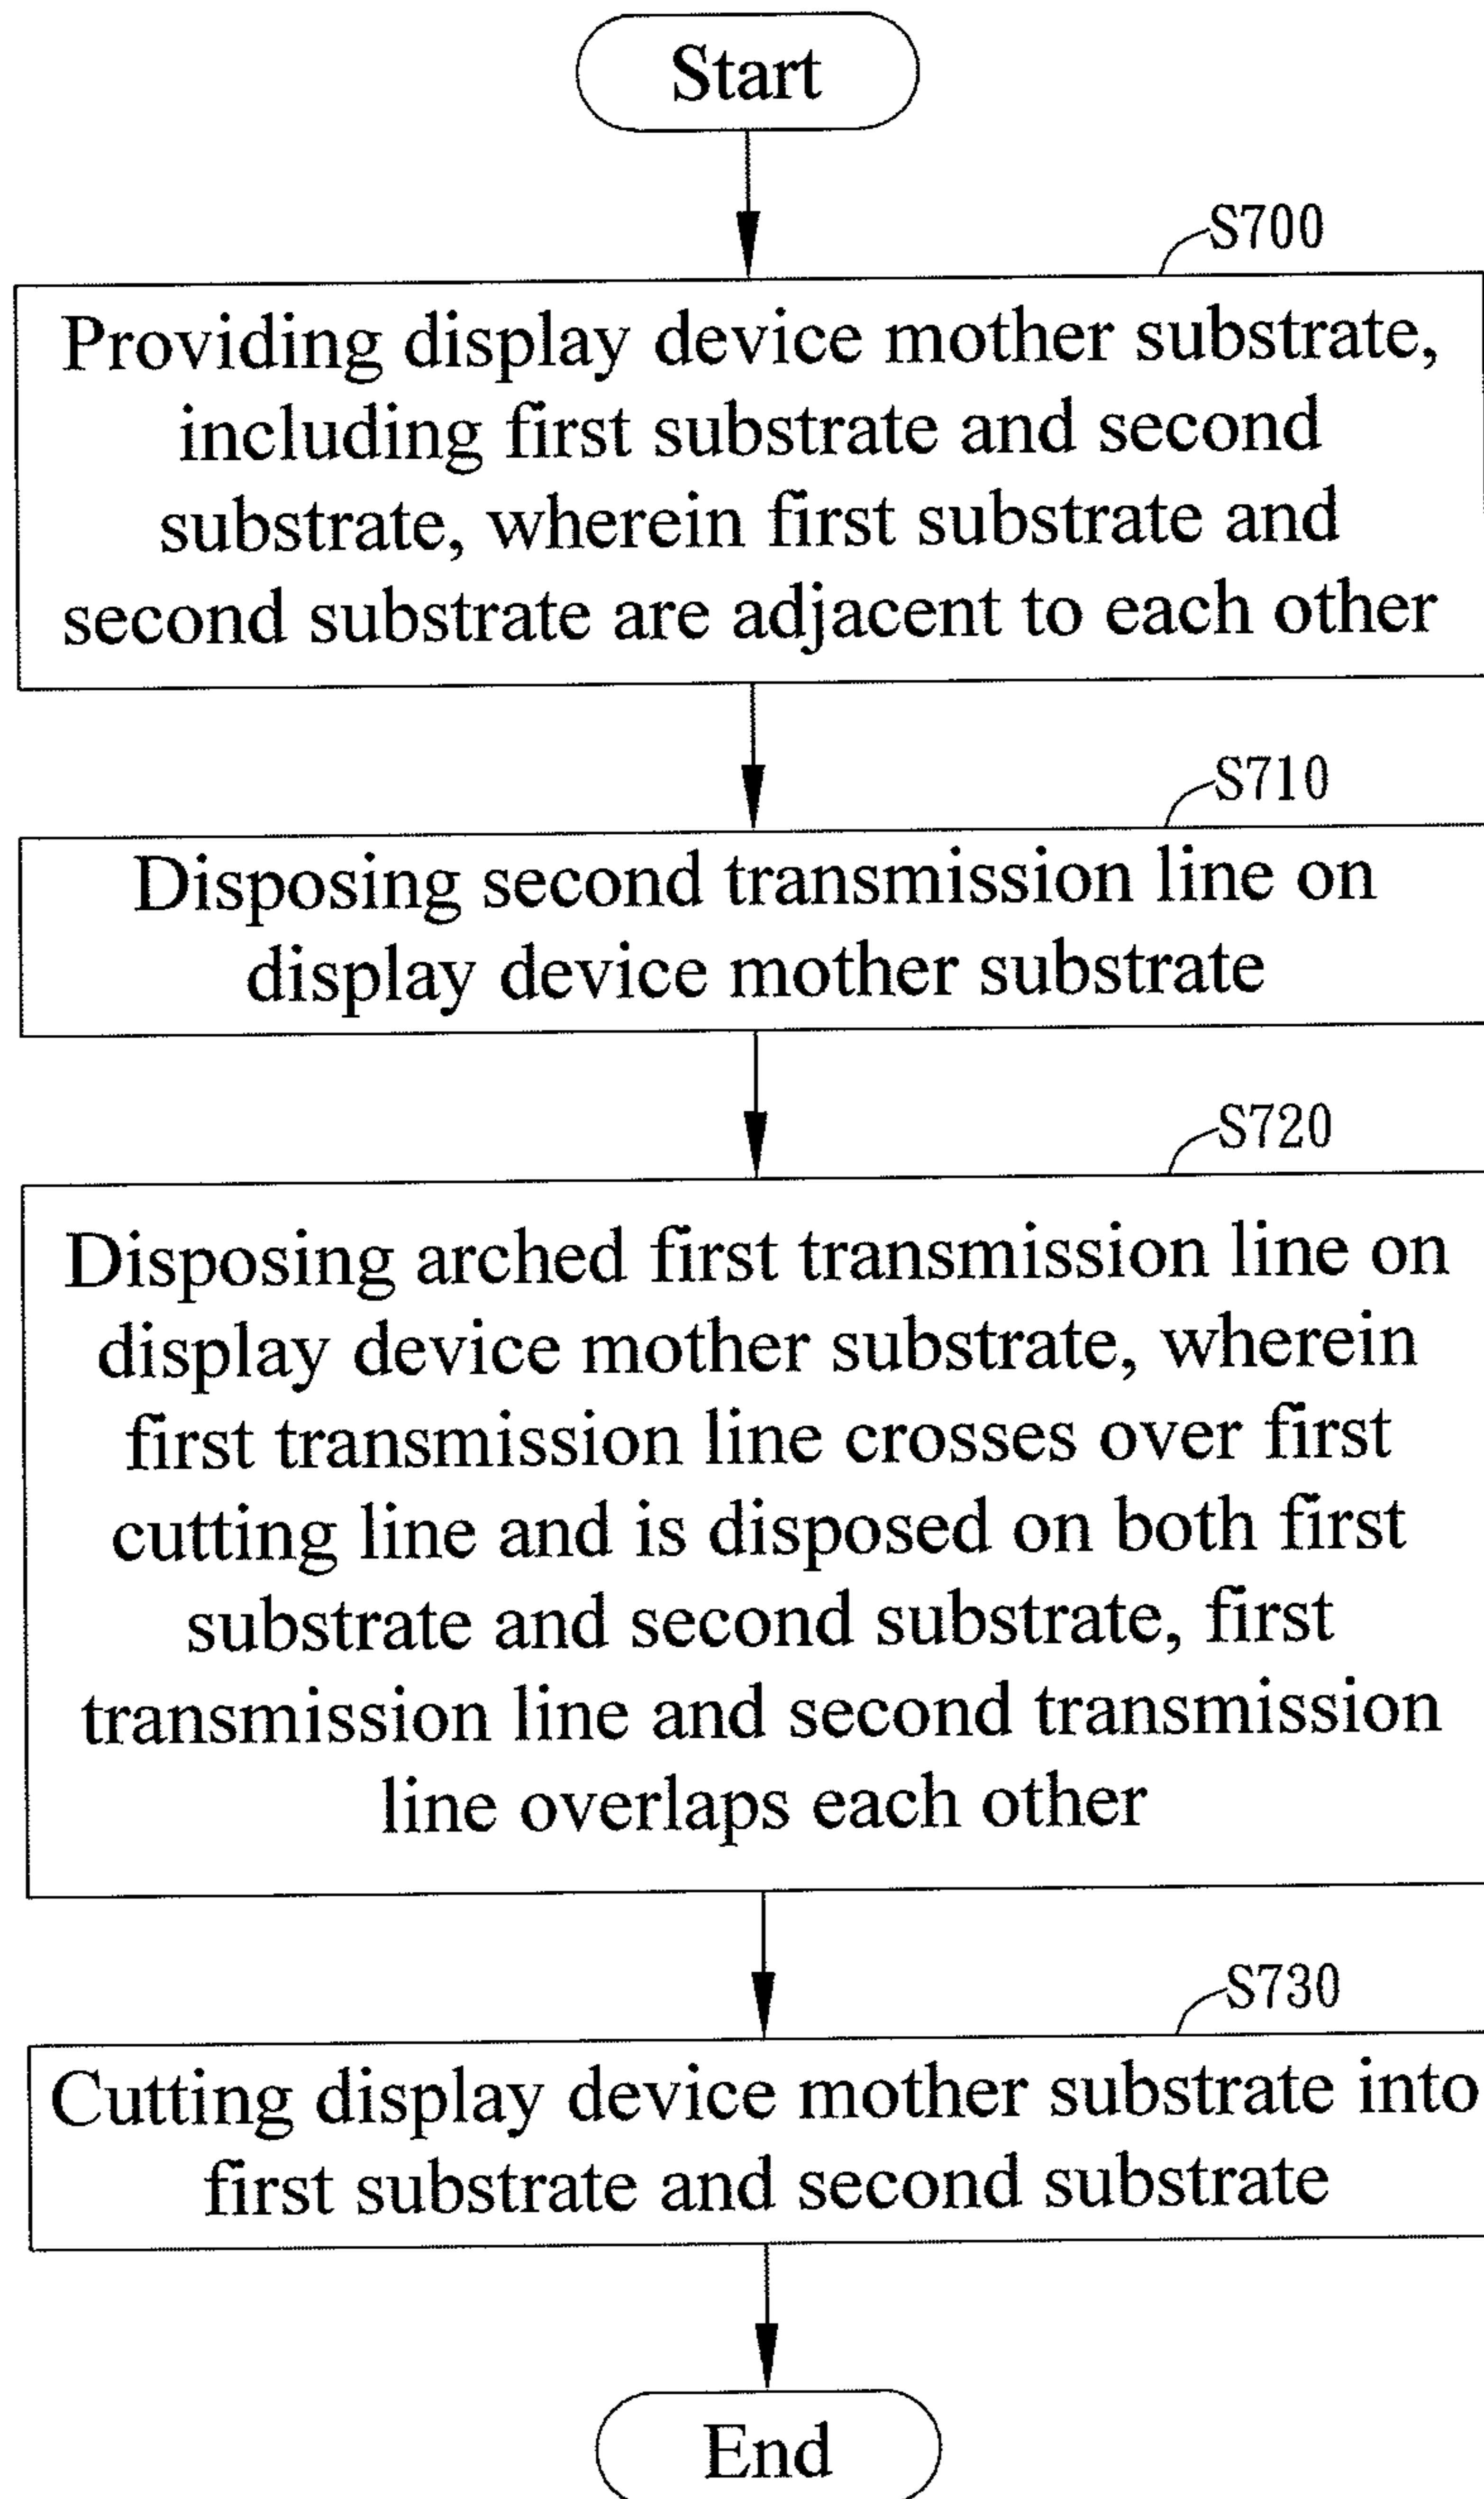 Start
S700
Providing display device mother substrate,
including first substrate and second
substrate, wherein first substrate and
second substrate are adjacent to each other
S710
Disposing second transmission line on
display device mother substrate
S720
Disposing arched first transmission line on
display device mother substrate, wherein
first transmission line crosses over first
cutting line and is disposed on both first
substrate and second substrate, first
transmission line and second transmission
line overlaps each other
S730
Cutting display device mother substrate into
first substrate and second substrate
End